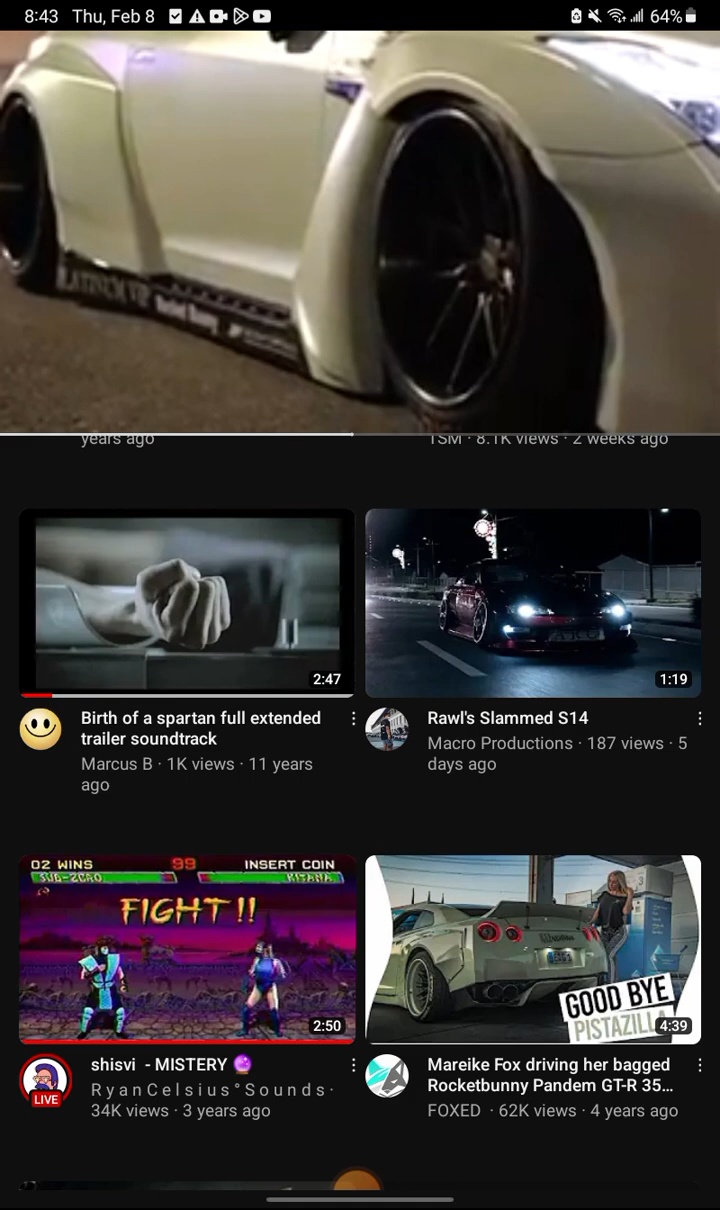 8:43 Thu, Feb 8
64%
years ago
TSM · 8.1K views · 2 weeks ago
2:47
1:19
Birth of a spartan full extended
trailer soundtrack
Marcus B · 1K views · 11 years
ago
Rawl's Slammed S14
Macro Productions · 187 views · 5
days ago
02 WINS
99
INSERT COIN
SUB-ZERO
KITANA
FIGHT!!
2:50
GOOD BYE
PISTAZILLA
4:39
shisvi - MISTERY 🔮
R y a n C e l s i u s ° S o u n d s ·
34K views · 3 years ago
LIVE
Mareike Fox driving her bagged
Rocketbunny Pandem GT-R 35...
FOXED · 62K views · 4 years ago